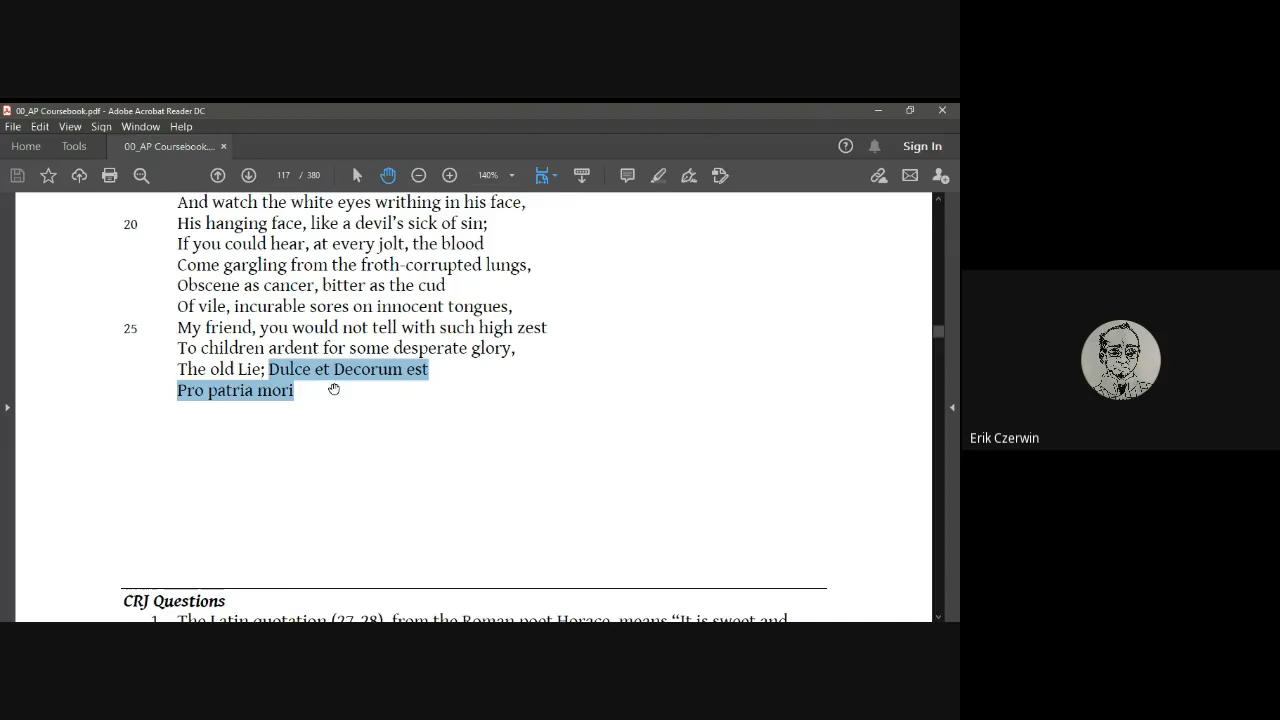 00_AP Coursebook.pdf - Adobe Acrobat Reader DC
File Edit View Sign Window Help
Home Tools 00_AP Coursebook.... × Sign In
117 / 380 140%
And watch the white eyes writhing in his face,
20 His hanging face, like a devil's sick of sin;
If you could hear, at every jolt, the blood
Come gargling from the froth-corrupted lungs,
Obscene as cancer, bitter as the cud
Of vile, incurable sores on innocent tongues,
25 My friend, you would not tell with such high zest
To children ardent for some desperate glory,
The old Lie; Dulce et Decorum est
Pro patria mori
CRJ Questions
1. The Latin quotation (27-28), from the Roman poet Horace, means “It is sweet and
Erik Czerwin